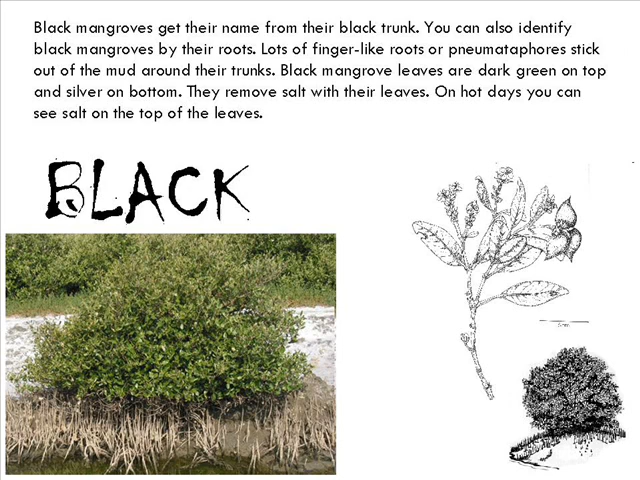 Black mangroves get their name from their black trunk. You can also identify
black mangroves by their roots. Lots of finger-like roots or pneumataphores stick
out of the mud around their trunks. Black mangrove leaves are dark green on top
and silver on bottom. They remove salt with their leaves. On hot days you can
see salt on the top of the leaves.
BLACK